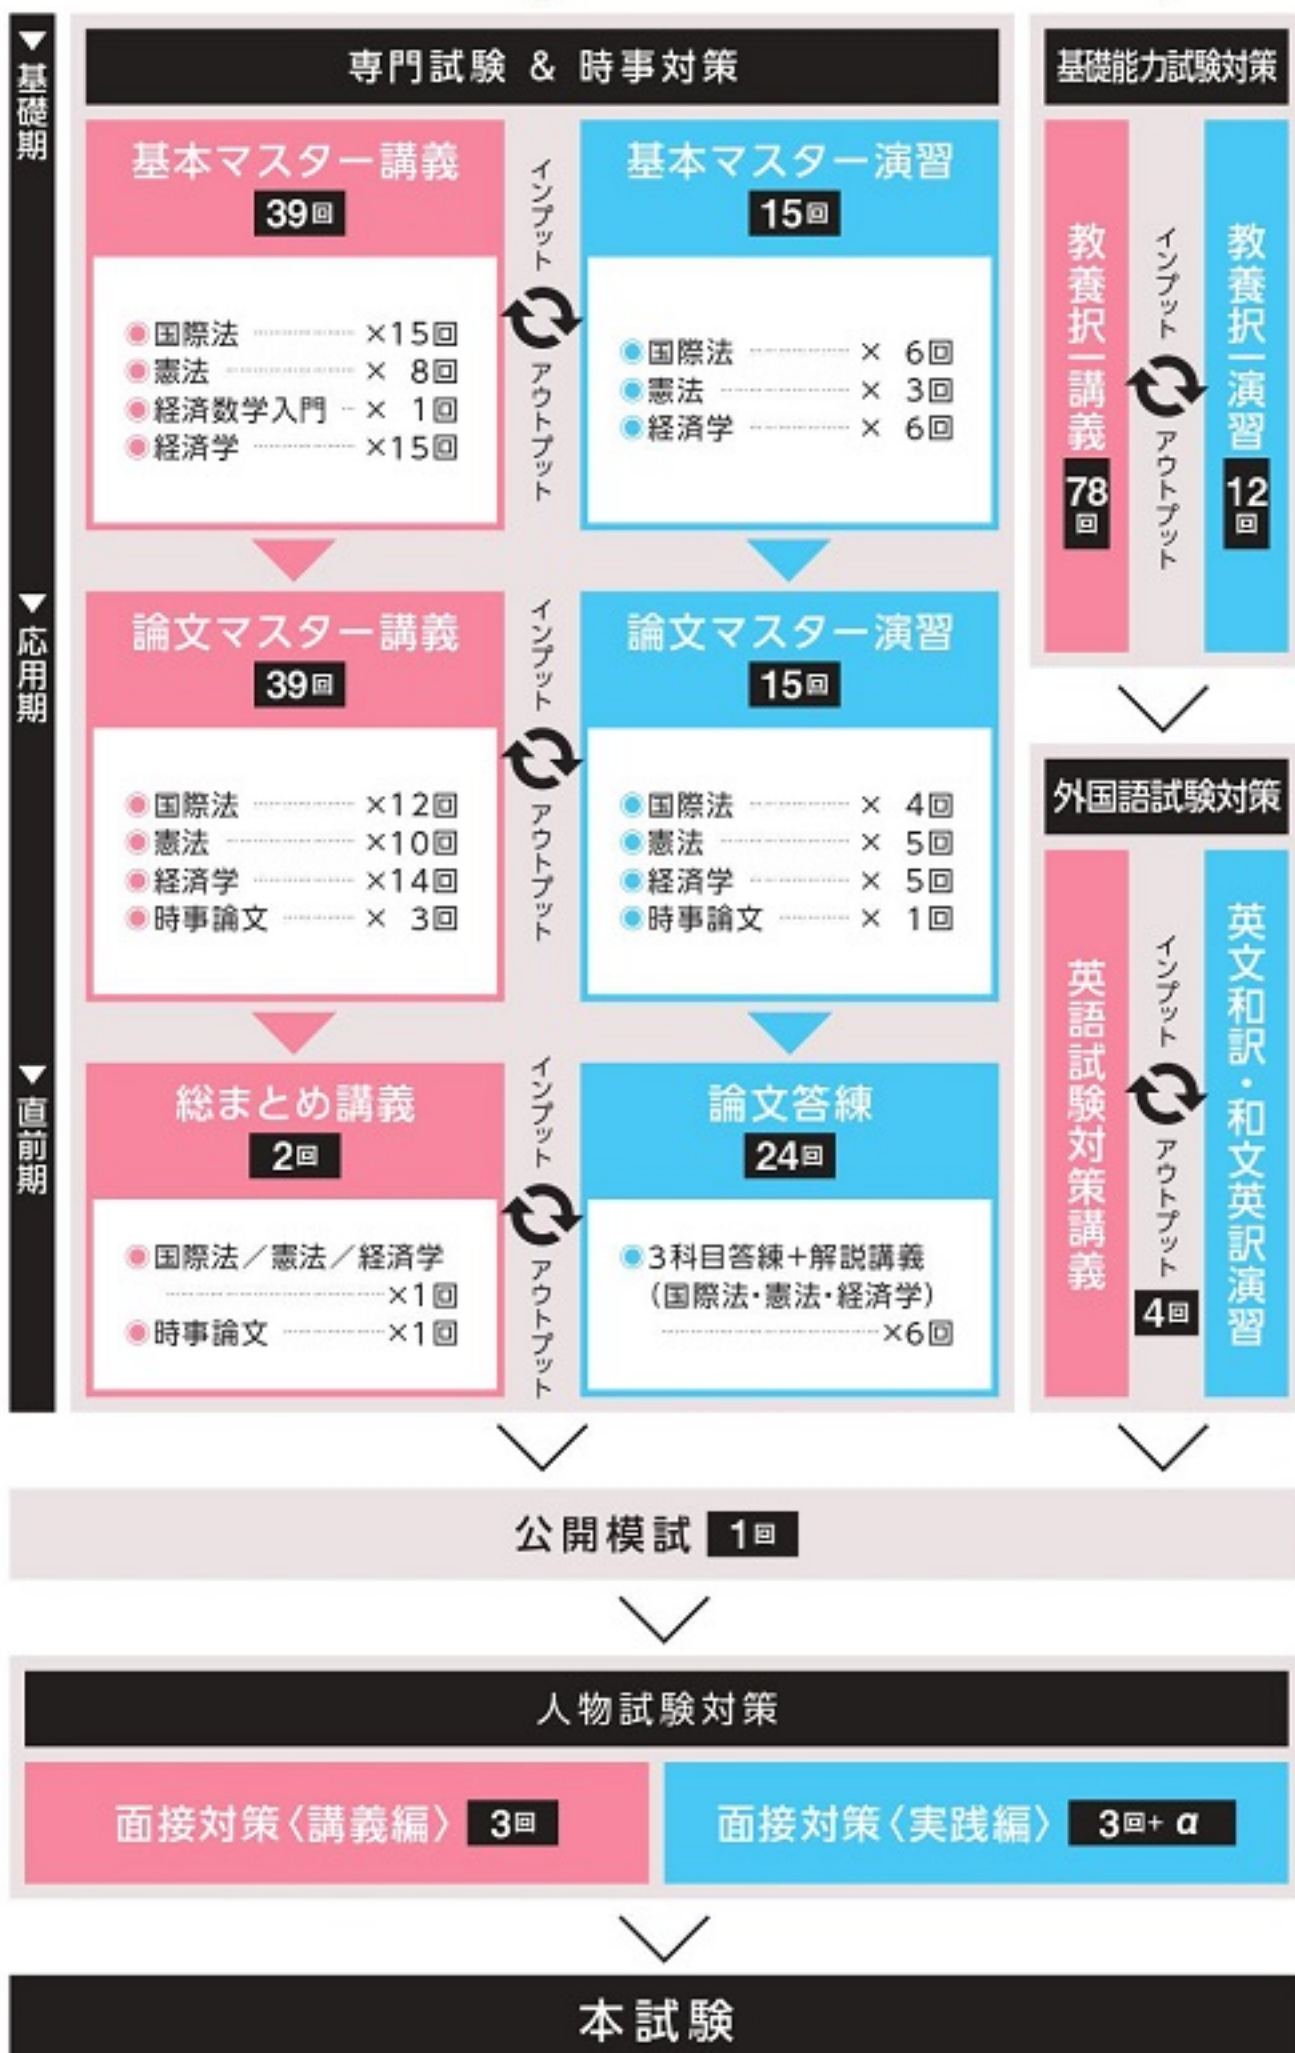 ▼基礎期
専門試験 & 時事対策
基本マスター講義
39回
●国際法 ×15回
●憲法 × 8回
●経済数学入門 × 1回
●経済学 ×15回
インプット
アウトプット
基本マスター演習
15回
●国際法 × 6回
●憲法 × 3回
●経済学 × 6回
▼応用期
論文マスター講義
39回
●国際法 ×12回
●憲法 ×10回
●経済学 ×14回
●時事論文 × 3回
インプット
アウトプット
論文マスター演習
15回
●国際法 × 4回
●憲法 × 5回
●経済学 × 5回
●時事論文 × 1回
▼直前期
総まとめ講義
2回
●国際法/憲法/経済学
×1回
●時事論文 ×1回
インプット
アウトプット
論文答練
24回
●3科目答練+解説講義
(国際法・憲法・経済学)
×6回
基礎能力試験対策
教養択一講義
78回
インプット
アウトプット
教養択一演習
12回
外国語試験対策
英語試験対策講義
インプット
アウトプット
4回
英文和訳・和文英訳演習
公開模試 1回
人物試験対策
面接対策〈講義編〉 3回
面接対策〈実践編〉 3回+α
本試験